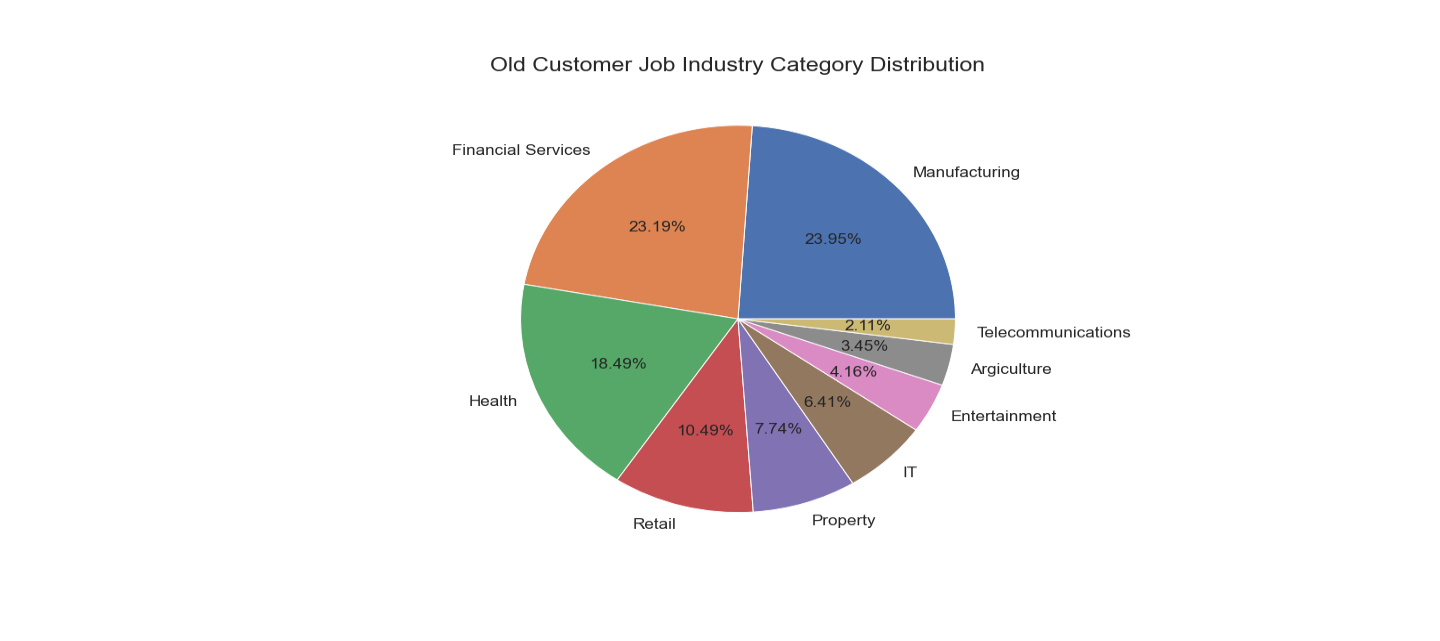 Old Customer Job Industry Category Distribution
Financial Services
Manufacturing
23.19%
23.95%
2.11%
Telecommunications
3.45%
18.49%
Argiculture
4.16%
Health
6.41%
Entertainment
10.49%
7.74%
IT
Retail
Property